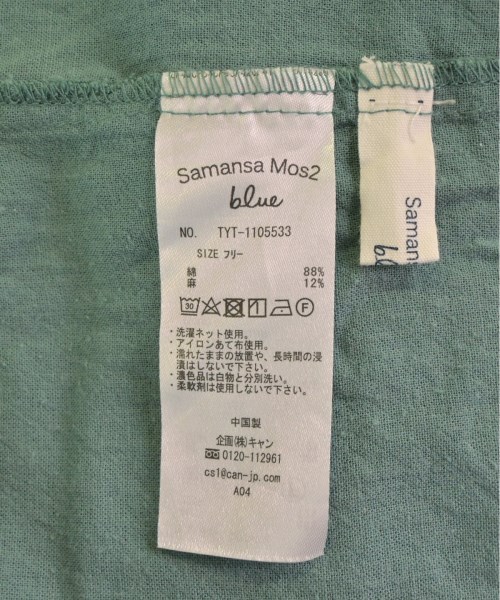 Samansa Mos2
blue
NO. TYT-1105533
SIZE フリー
綿 88%
麻 12%
30 F
・洗濯ネット使用。
・アイロンあて布使用。
・濡れたままの放置や、長時間の浸
漬はしないで下さい。
・濃色品は白物と分別洗い。
・柔軟剤は使用しないで下さい。
中国製
企画(株)キャン
0120-112961
cs1@can-jp.com
A04
Samansa
bl